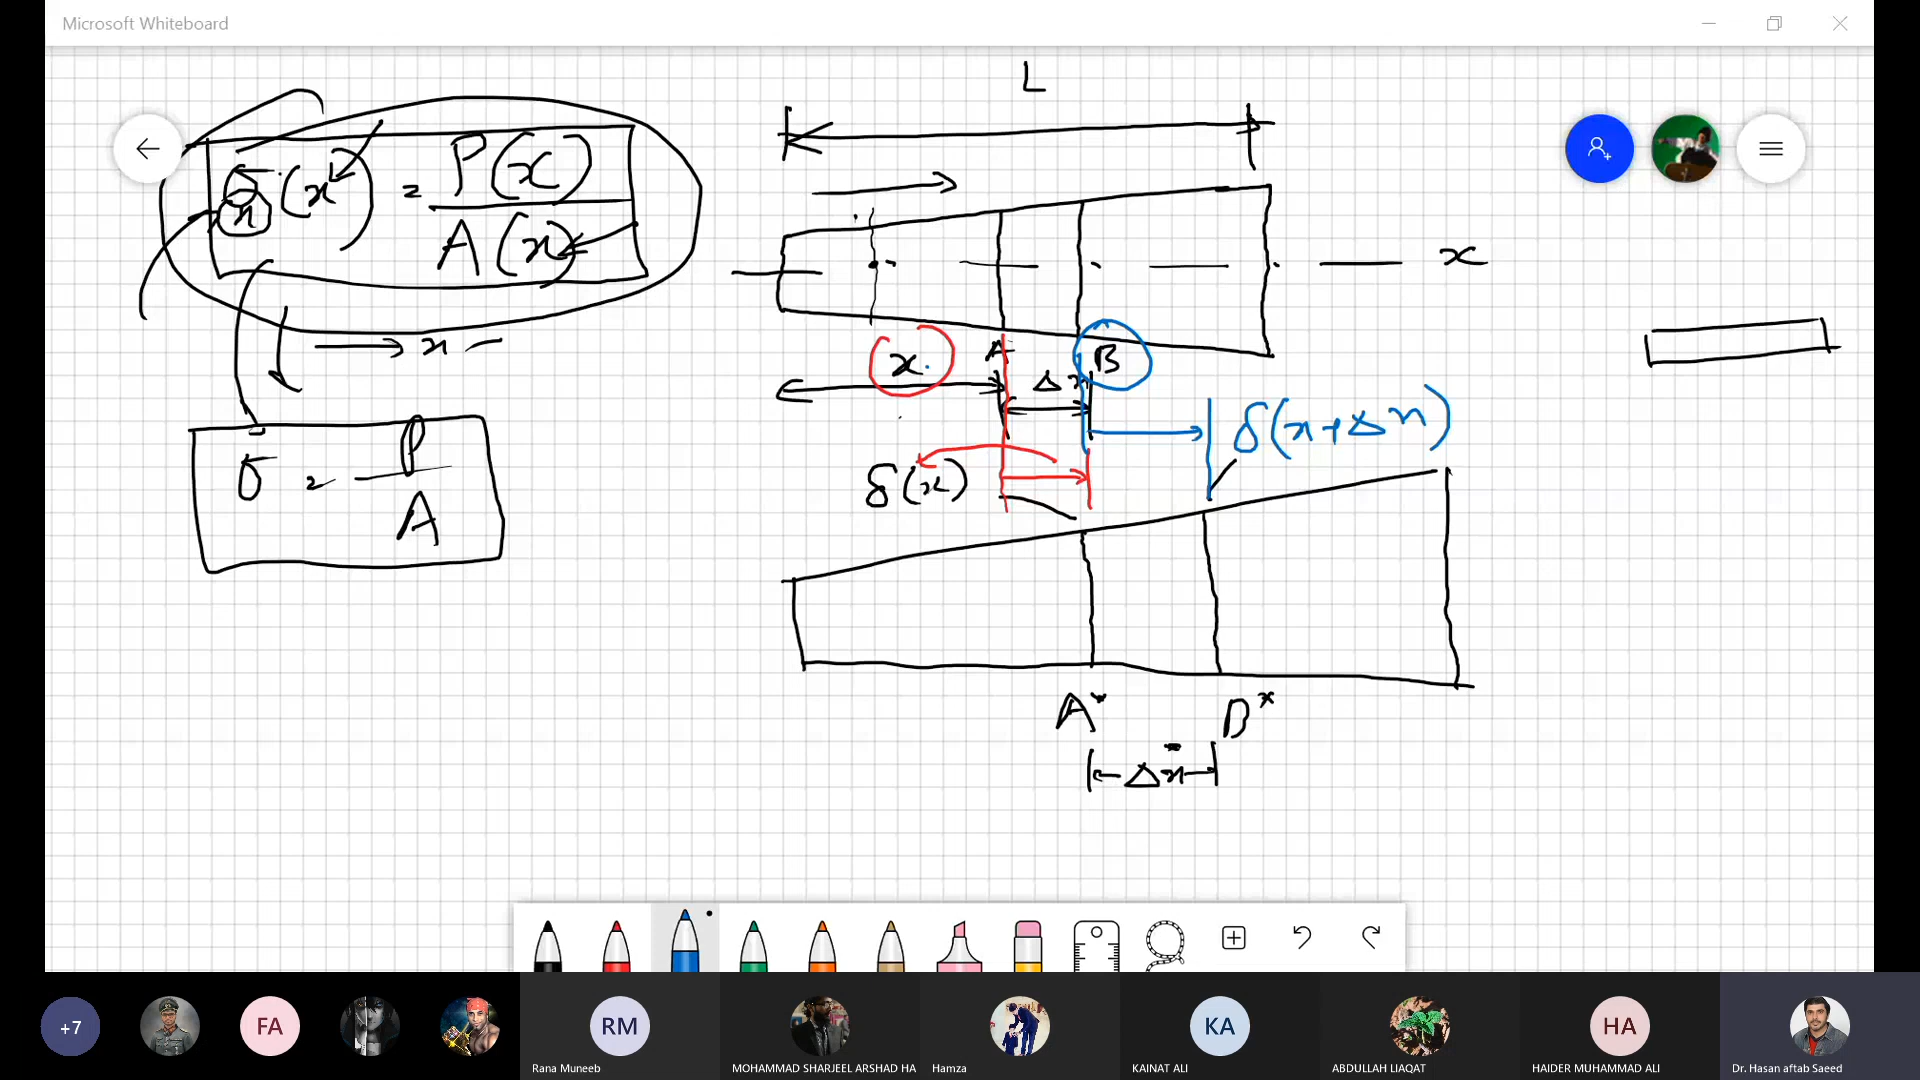 Microsoft Whiteboard
L
σx (x) = P(x)
A(x)
x
→ x
x
A
B
Δx
δ(x+Δx)
δ(x)
σ = P
A
A*
B*
Δx*
+7
FA
RM
KA
HA
Rana Muneeb
MOHAMMAD SHARJEEL ARSHAD HA
Hamza
KAINAT ALI
ABDULLAH LIAQAT
HAIDER MUHAMMAD ALI
Dr. Hasan aftab Saeed